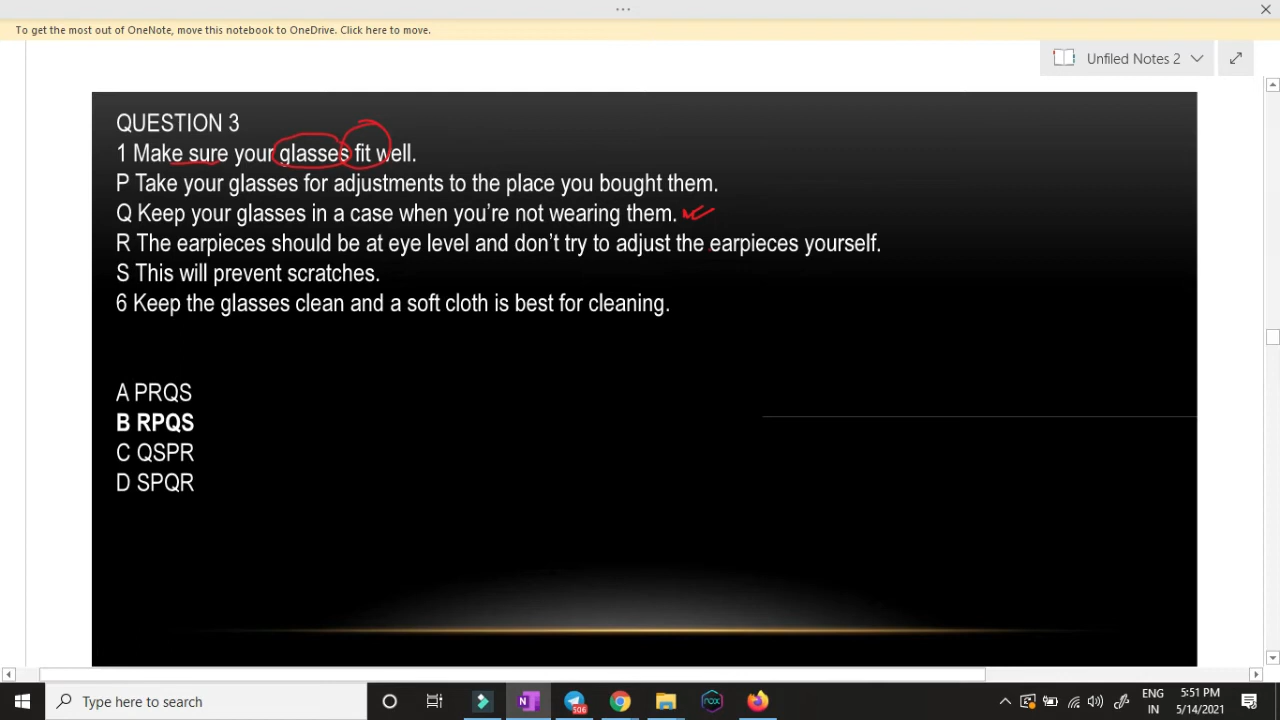 To get the most out of OneNote, move this notebook to OneDrive. Click here to move.
Unfiled Notes 2
QUESTION 3
1 Make sure your glasses fit well.
P Take your glasses for adjustments to the place you bought them.
Q Keep your glasses in a case when you’re not wearing them.
R The earpieces should be at eye level and don’t try to adjust the earpieces yourself.
S This will prevent scratches.
6 Keep the glasses clean and a soft cloth is best for cleaning.
A PRQS
B RPQS
C QSPR
D SPQR
Type here to search
N
506
nox
ENG
IN
5:51 PM
5/14/2021